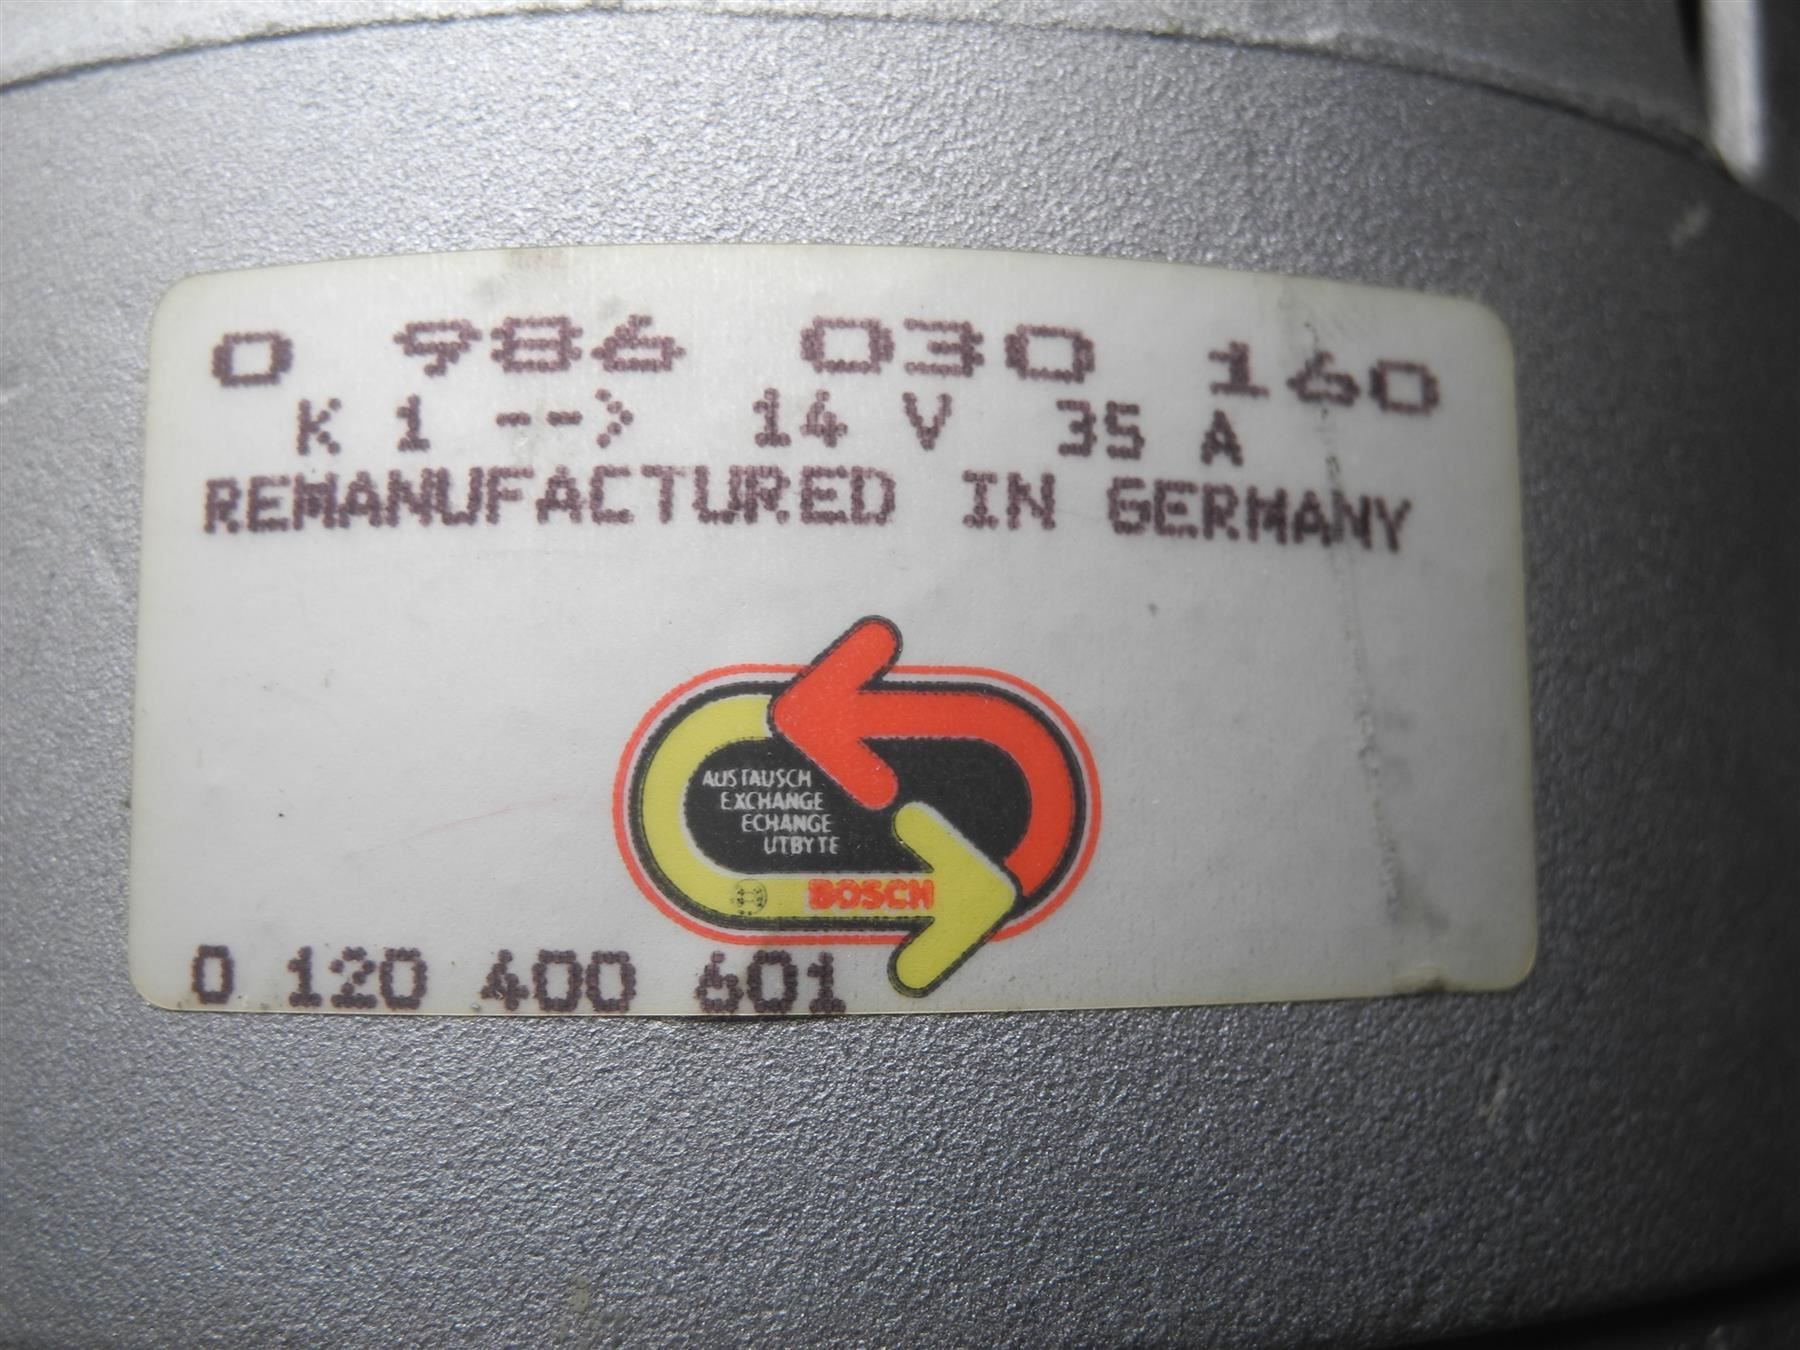 0 986 030 160
K 1 --> 14 V 35 A
REMANUFACTURED IN GERMANY
AUSTAUSCH
EXCHANGE
ECHANGE
UTBYTE
BOSCH
0 120 400 601